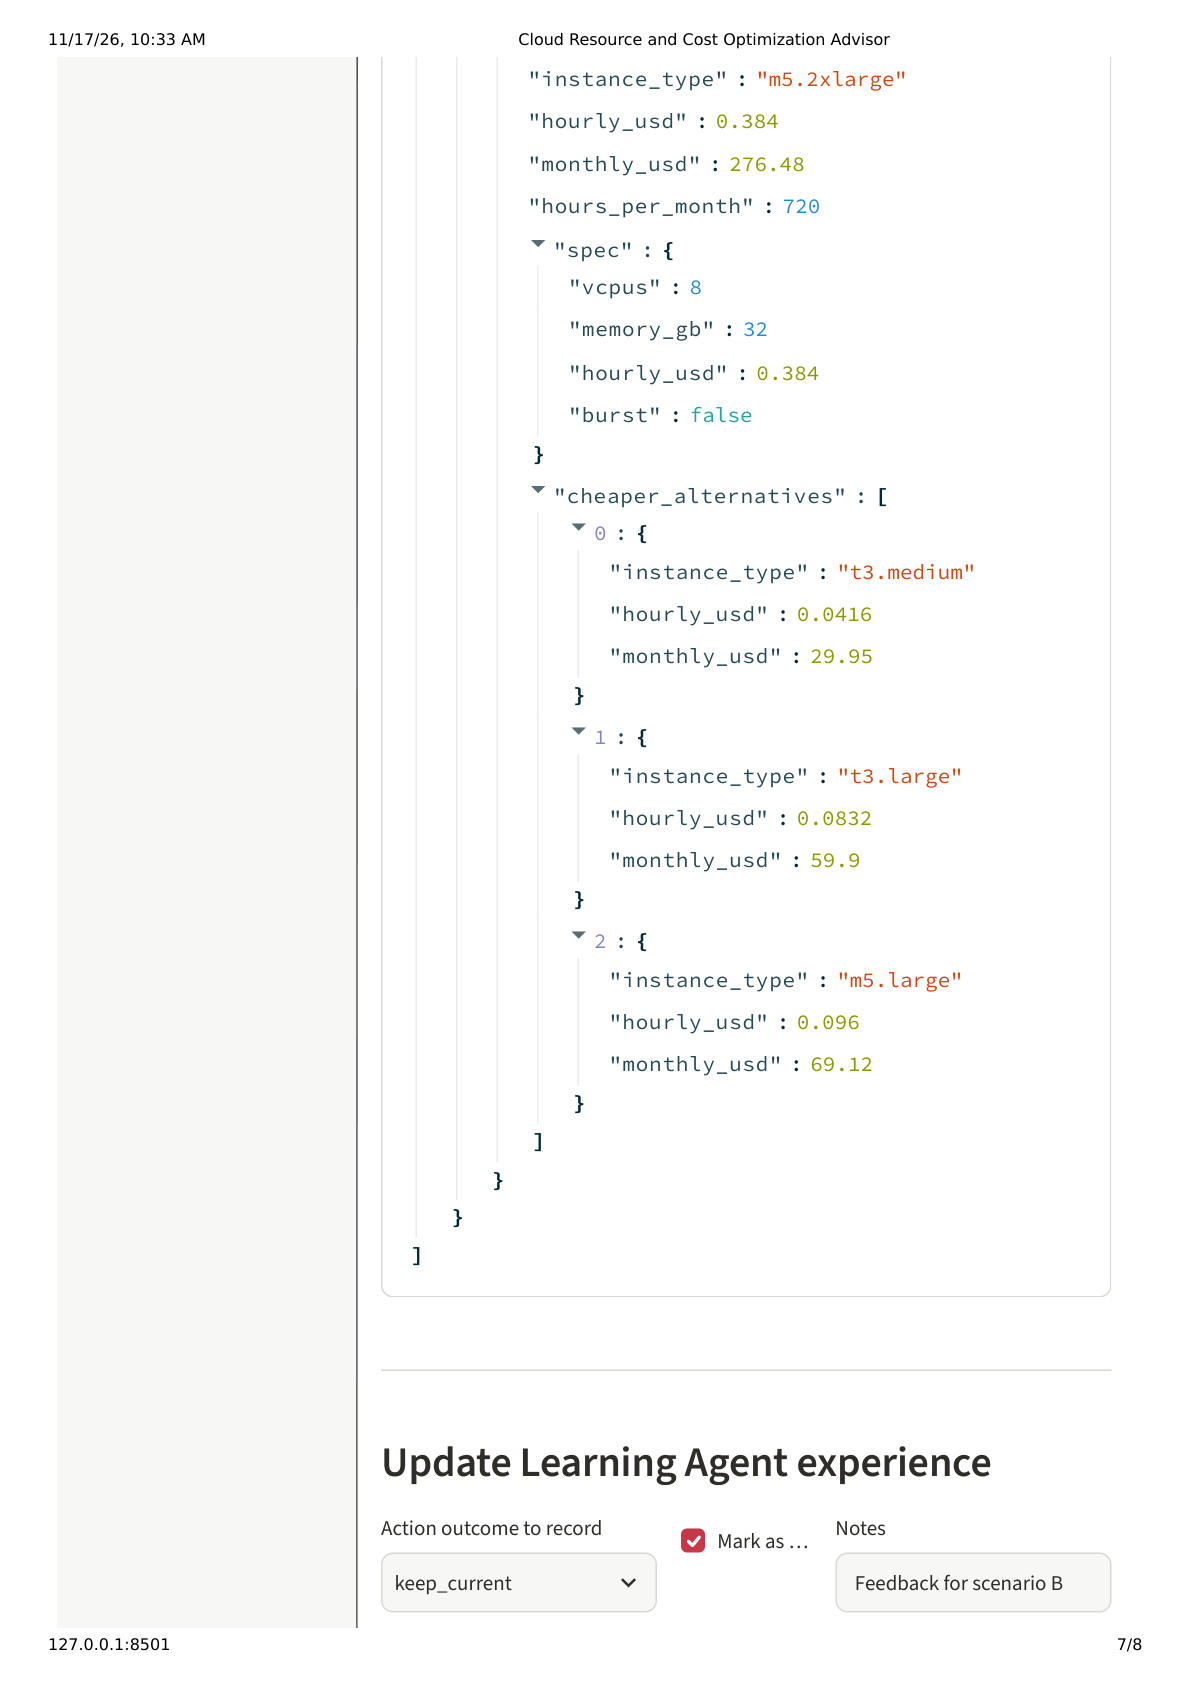 11/17/26, 10:33 AM Cloud Resource and Cost Optimization Advisor
"instance_type" : "m5.2xlarge"
"hourly_usd" : 0.384
"monthly_usd" : 276.48
"hours_per_month" : 720
"spec" : {
"vcpus" : 8
"memory_gb" : 32
"hourly_usd" : 0.384
"burst" : false
}
"cheaper_alternatives" : [
0 : {
"instance_type" : "t3.medium"
"hourly_usd" : 0.0416
"monthly_usd" : 29.95
}
1 : {
"instance_type" : "t3.large"
"hourly_usd" : 0.0832
"monthly_usd" : 59.9
}
2 : {
"instance_type" : "m5.large"
"hourly_usd" : 0.096
"monthly_usd" : 69.12
}
]
}
}
]
Update Learning Agent experience
Action outcome to record
Mark as ...
Notes
keep_current
Feedback for scenario B
127.0.0.1:8501 7/8